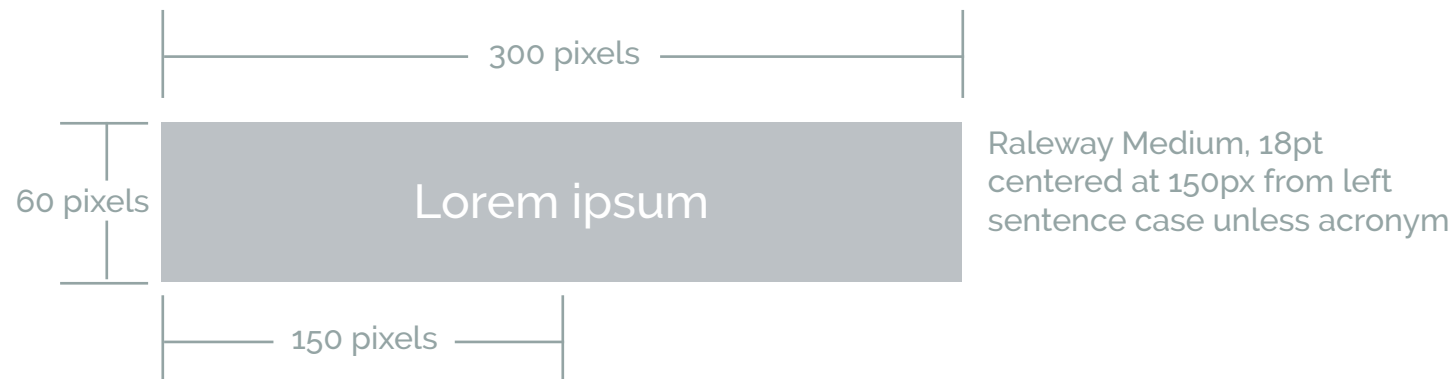 300 pixels
60 pixels
Lorem ipsum
Raleway Medium, 18pt
centered at 150px from left
sentence case unless acronym
150 pixels